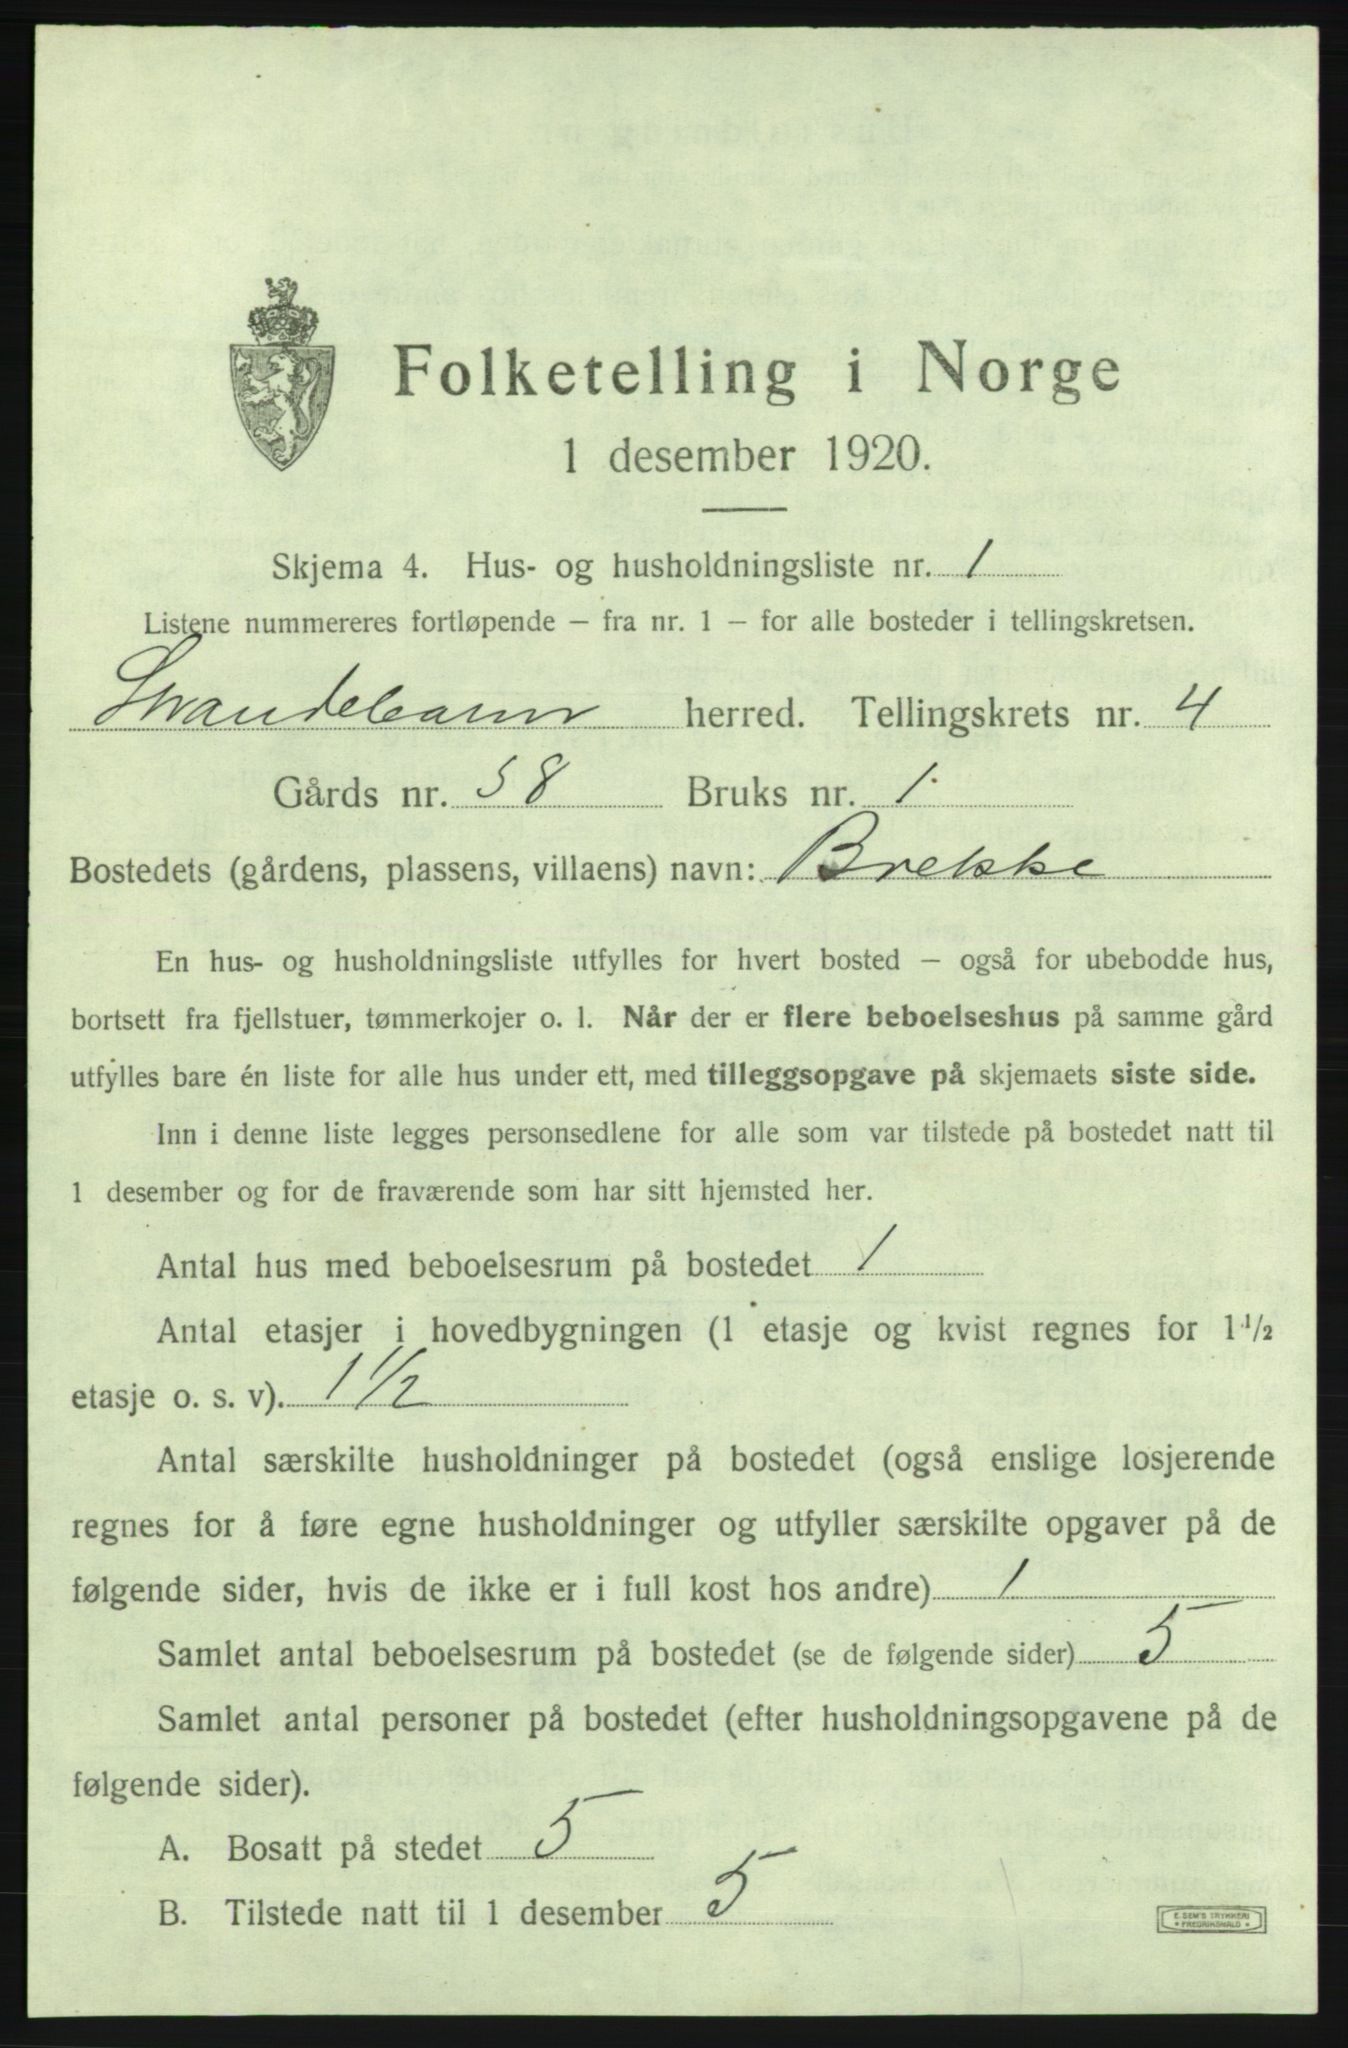 Folketelling i Norge
1 desember 1920.
Skjema 4. Hus- og husholdningsliste nr. 1
Listene nummereres fortløpende – fra nr. 1 – for alle bosteder i tellingskretsen.
Strandebarm herred. Tellingskrets nr. 4
Gårds nr. 58 Bruks nr. 1
Bostedets (gårdens, plassens, villaens) navn: Brekke
En hus- og husholdningsliste utfylles for hvert bosted – også for ubebodde hus,
bortsett fra fjellstuer, tømmerkojer o. l. Når der er flere beboelseshus på samme gård
utfylles bare én liste for alle hus under ett, med tilleggsopgave på skjemaets siste side.
Inn i denne liste legges personsedlene for alle som var tilstede på bostedet natt til
1 desember og for de fraværende som har sitt hjemsted her.
Antal hus med beboelsesrum på bostedet 1
Antal etasjer i hovedbygningen (1 etasje og kvist regnes for 1 1/2
etasje o. s. v). 1 1/2
Antal særskilte husholdninger på bostedet (også enslige losjerende
regnes for å føre egne husholdninger og utfyller særskilte opgaver på de
følgende sider, hvis de ikke er i full kost hos andre) 1
Samlet antal beboelsesrum på bostedet (se de følgende sider) 5
Samlet antal personer på bostedet (efter husholdningsopgavene på de
følgende sider).
A. Bosatt på stedet 5
B. Tilstede natt til 1 desember 5
E. SEM'S TRYKKERI
FREDRIKSHALD